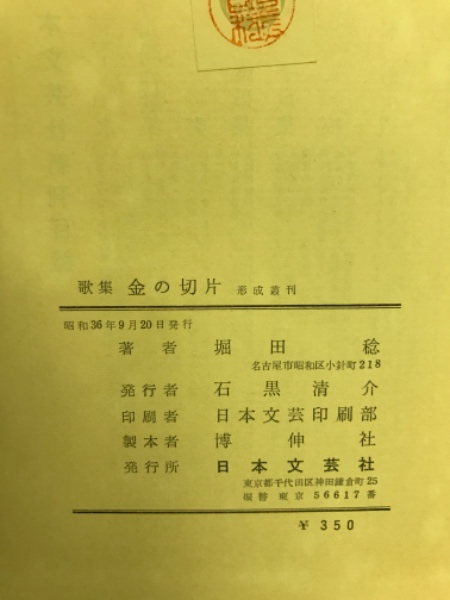 歌集 金の切片 形成叢刊
昭和36年9月20日発行
著者 堀田稔
名古屋市昭和区小針町218
発行者 石黒清介
印刷者 日本文芸印刷部
製本者 博伸社
発行所 日本文芸社
東京都千代田区神田鎌倉町25
振替東京56617番
¥350